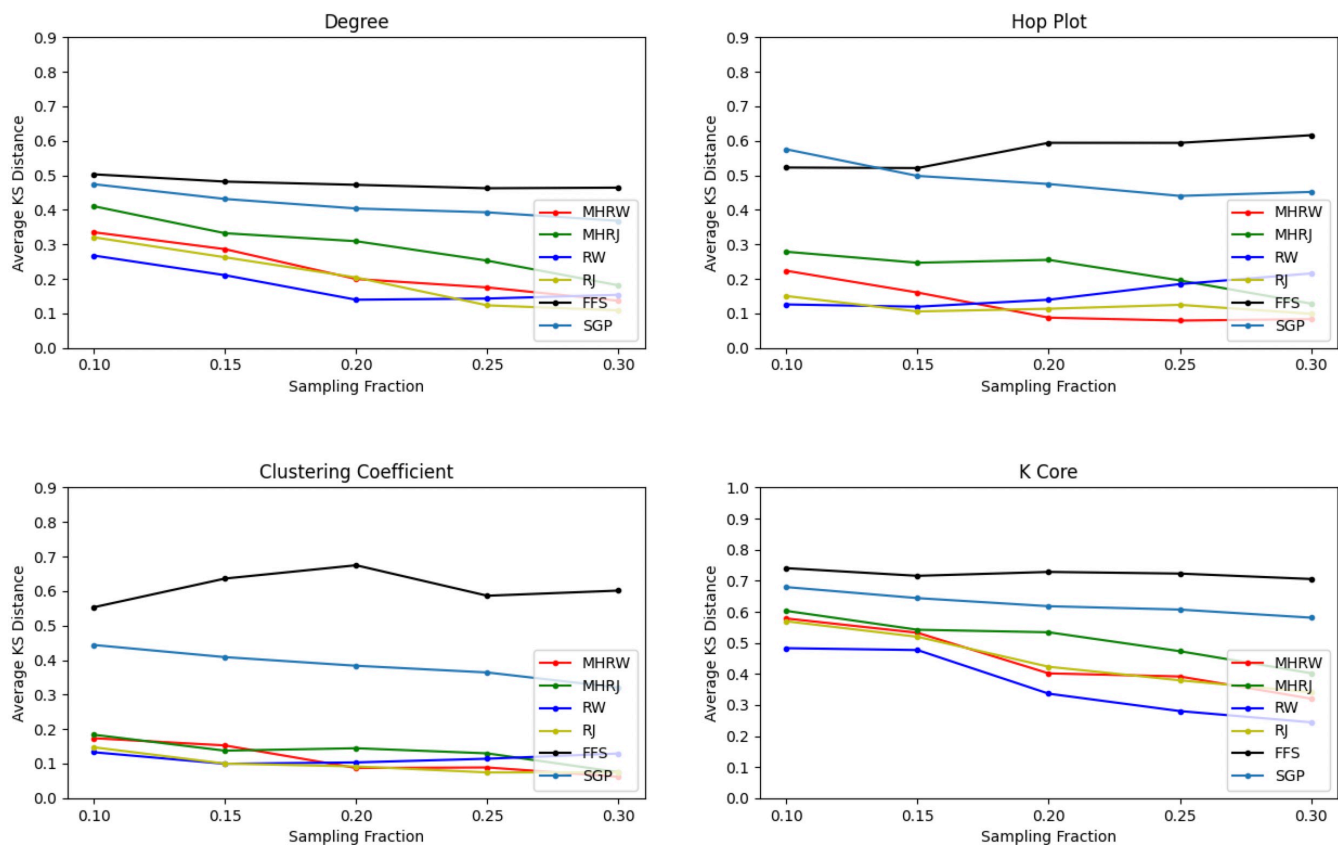 Degree
0.9
0.8
0.7
0.6
0.5
0.4
0.3
0.2
0.1
0.0
Average KS Distance
0.10 0.15 0.20 0.25 0.30
Sampling Fraction
MHRW
MHRJ
RW
RJ
FFS
SGP
Hop Plot
0.9
0.8
0.7
0.6
0.5
0.4
0.3
0.2
0.1
0.0
Average KS Distance
0.10 0.15 0.20 0.25 0.30
Sampling Fraction
MHRW
MHRJ
RW
RJ
FFS
SGP
Clustering Coefficient
0.9
0.8
0.7
0.6
0.5
0.4
0.3
0.2
0.1
0.0
Average KS Distance
0.10 0.15 0.20 0.25 0.30
Sampling Fraction
MHRW
MHRJ
RW
RJ
FFS
SGP
K Core
1.0
0.9
0.8
0.7
0.6
0.5
0.4
0.3
0.2
0.1
0.0
Average KS Distance
0.10 0.15 0.20 0.25 0.30
Sampling Fraction
MHRW
MHRJ
RW
RJ
FFS
SGP